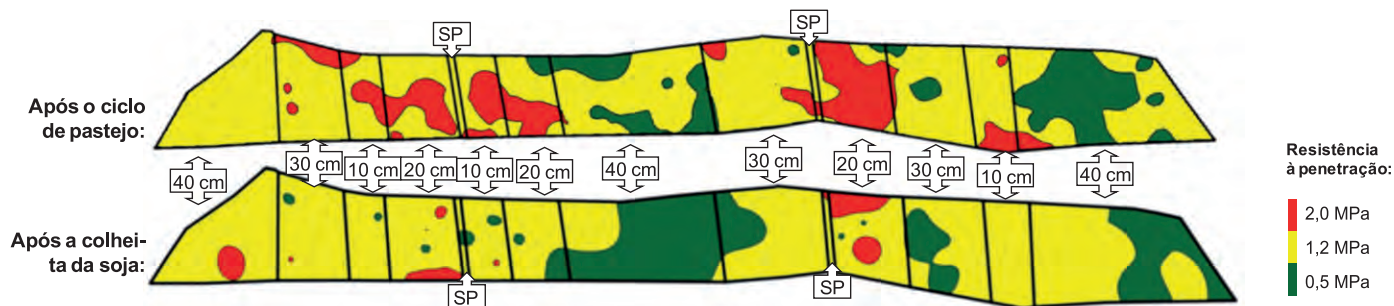 SP
SP
Após o ciclo
de pastejo:
40 cm
30 cm
10 cm
20 cm
10 cm
20 cm
40 cm
30 cm
20 cm
30 cm
10 cm
40 cm
Após a colhei-
ta da soja:
SP
SP
Resistência
à penetração:
2,0 MPa
1,2 MPa
0,5 MPa